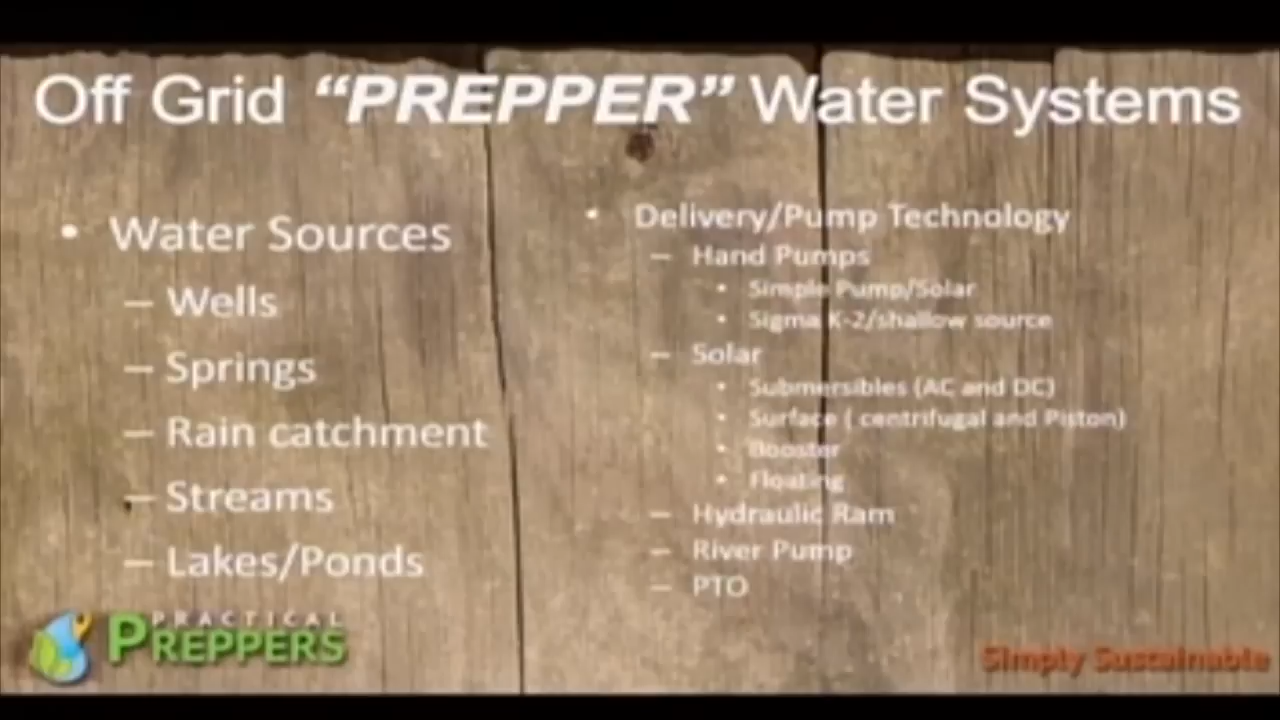 Off Grid “PREPPER” Water Systems
• Water Sources
– Wells
– Springs
– Rain catchment
– Streams
– Lakes/Ponds
• Delivery/Pump Technology
– Hand Pumps
• Simple Pump/Solar
• Sigma K-2/shallow source
– Solar
• Submersibles (AC and DC)
• Surface ( centrifugal and Piston)
• Booster
• Floating
– Hydraulic Ram
– River Pump
– PTO
PRACTICAL
PREPPERS
Simply Sustainable